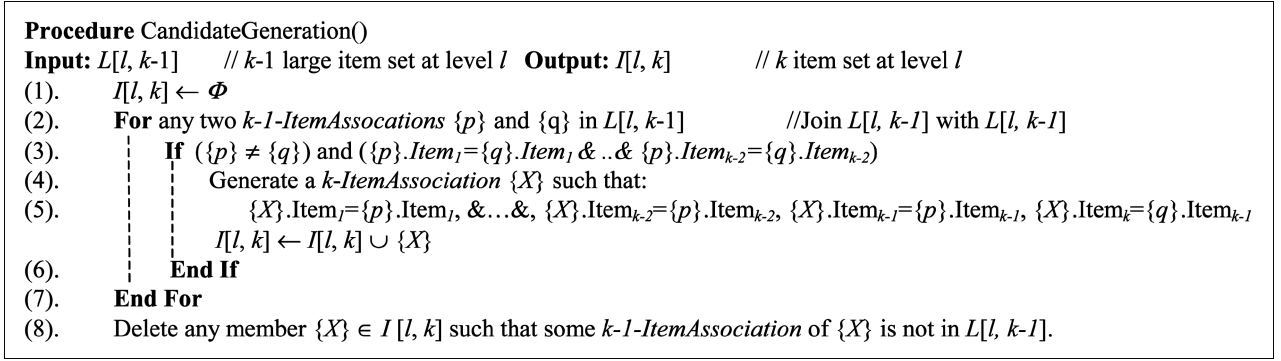 Procedure CandidateGeneration()
Input: L[l, k-1] // k-1 large item set at level l Output: I[l, k] // k item set at level l
(1). I[l, k] ← Φ
(2). For any two k-1-ItemAssocations {p} and {q} in L[l, k-1] //Join L[l, k-1] with L[l, k-1]
(3). If ({p} ≠ {q}) and ({p}.Item1={q}.Item1 & ..& {p}.Itemk-2={q}.Itemk-2)
(4). Generate a k-ItemAssociation {X} such that:
(5). {X}.Item1={p}.Item1, &…&, {X}.Itemk-2={p}.Itemk-2, {X}.Itemk-1={p}.Itemk-1, {X}.Itemk={q}.Itemk-1
I[l, k] ← I[l, k] ∪ {X}
(6). End If
(7). End For
(8). Delete any member {X} ∈ I [l, k] such that some k-1-ItemAssociation of {X} is not in L[l, k-1].